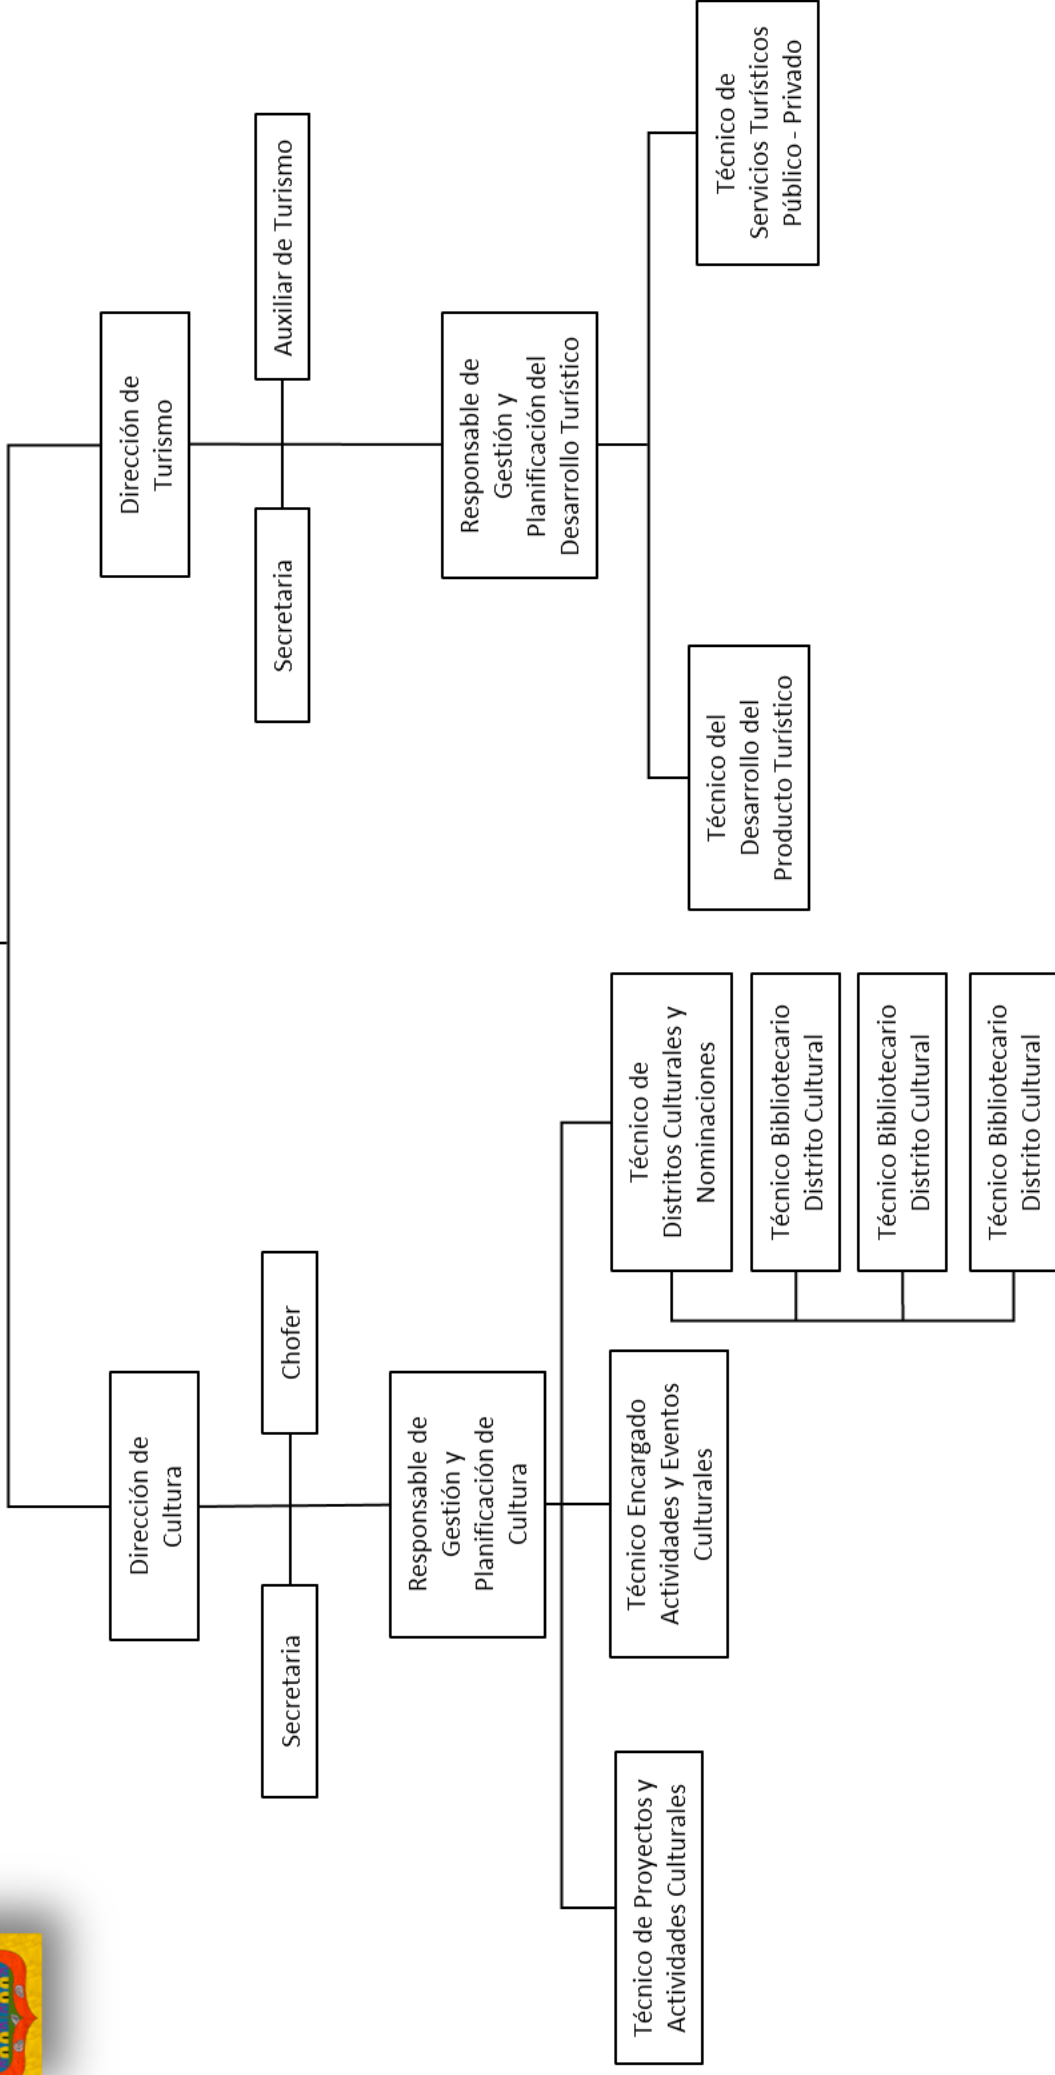 Dirección de
Cultura
Dirección de
Turismo
Secretaria
Chofer
Secretaria
Auxiliar de Turismo
Responsable de
Gestión y
Planificación de
Cultura
Responsable de
Gestión y
Planificación del
Desarrollo Turístico
Técnico de Proyectos y
Actividades Culturales
Técnico Encargado
Actividades y Eventos
Culturales
Técnico de
Distritos Culturales y
Nominaciones
Técnico Bibliotecario
Distrito Cultural
Técnico Bibliotecario
Distrito Cultural
Técnico Bibliotecario
Distrito Cultural
Técnico del
Desarrollo del
Producto Turístico
Técnico de
Servicios Turísticos
Público - Privado